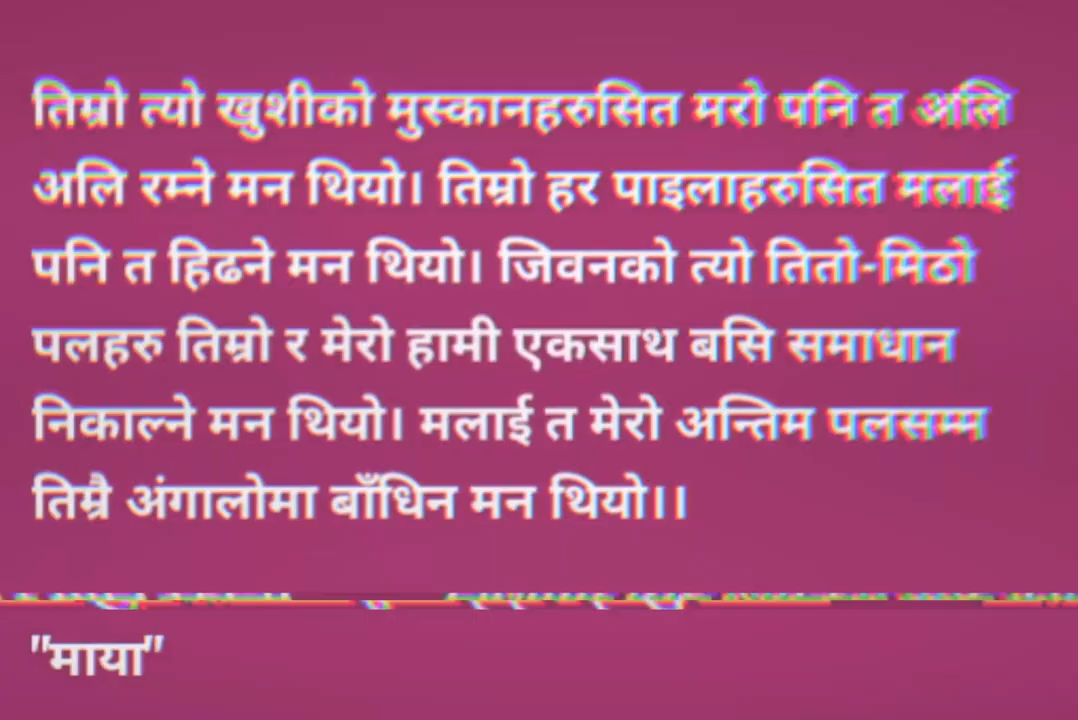 तिम्रो त्यो खुशीको मुस्कानहरुसित मरो पनि त अलि
अलि रम्ने मन थियो। तिम्रो हर पाइलाहरुसित मलाई
पनि त हिढने मन थियो। जिवनको त्यो तितो-मिठो
पलहरु तिम्रो र मेरो हामी एकसाथ बसि समाधान
निकाल्ने मन थियो। मलाई त मेरो अन्तिम पलसम्म
तिम्रै अंगालोमा बाँधिन मन थियो।।
"माया"